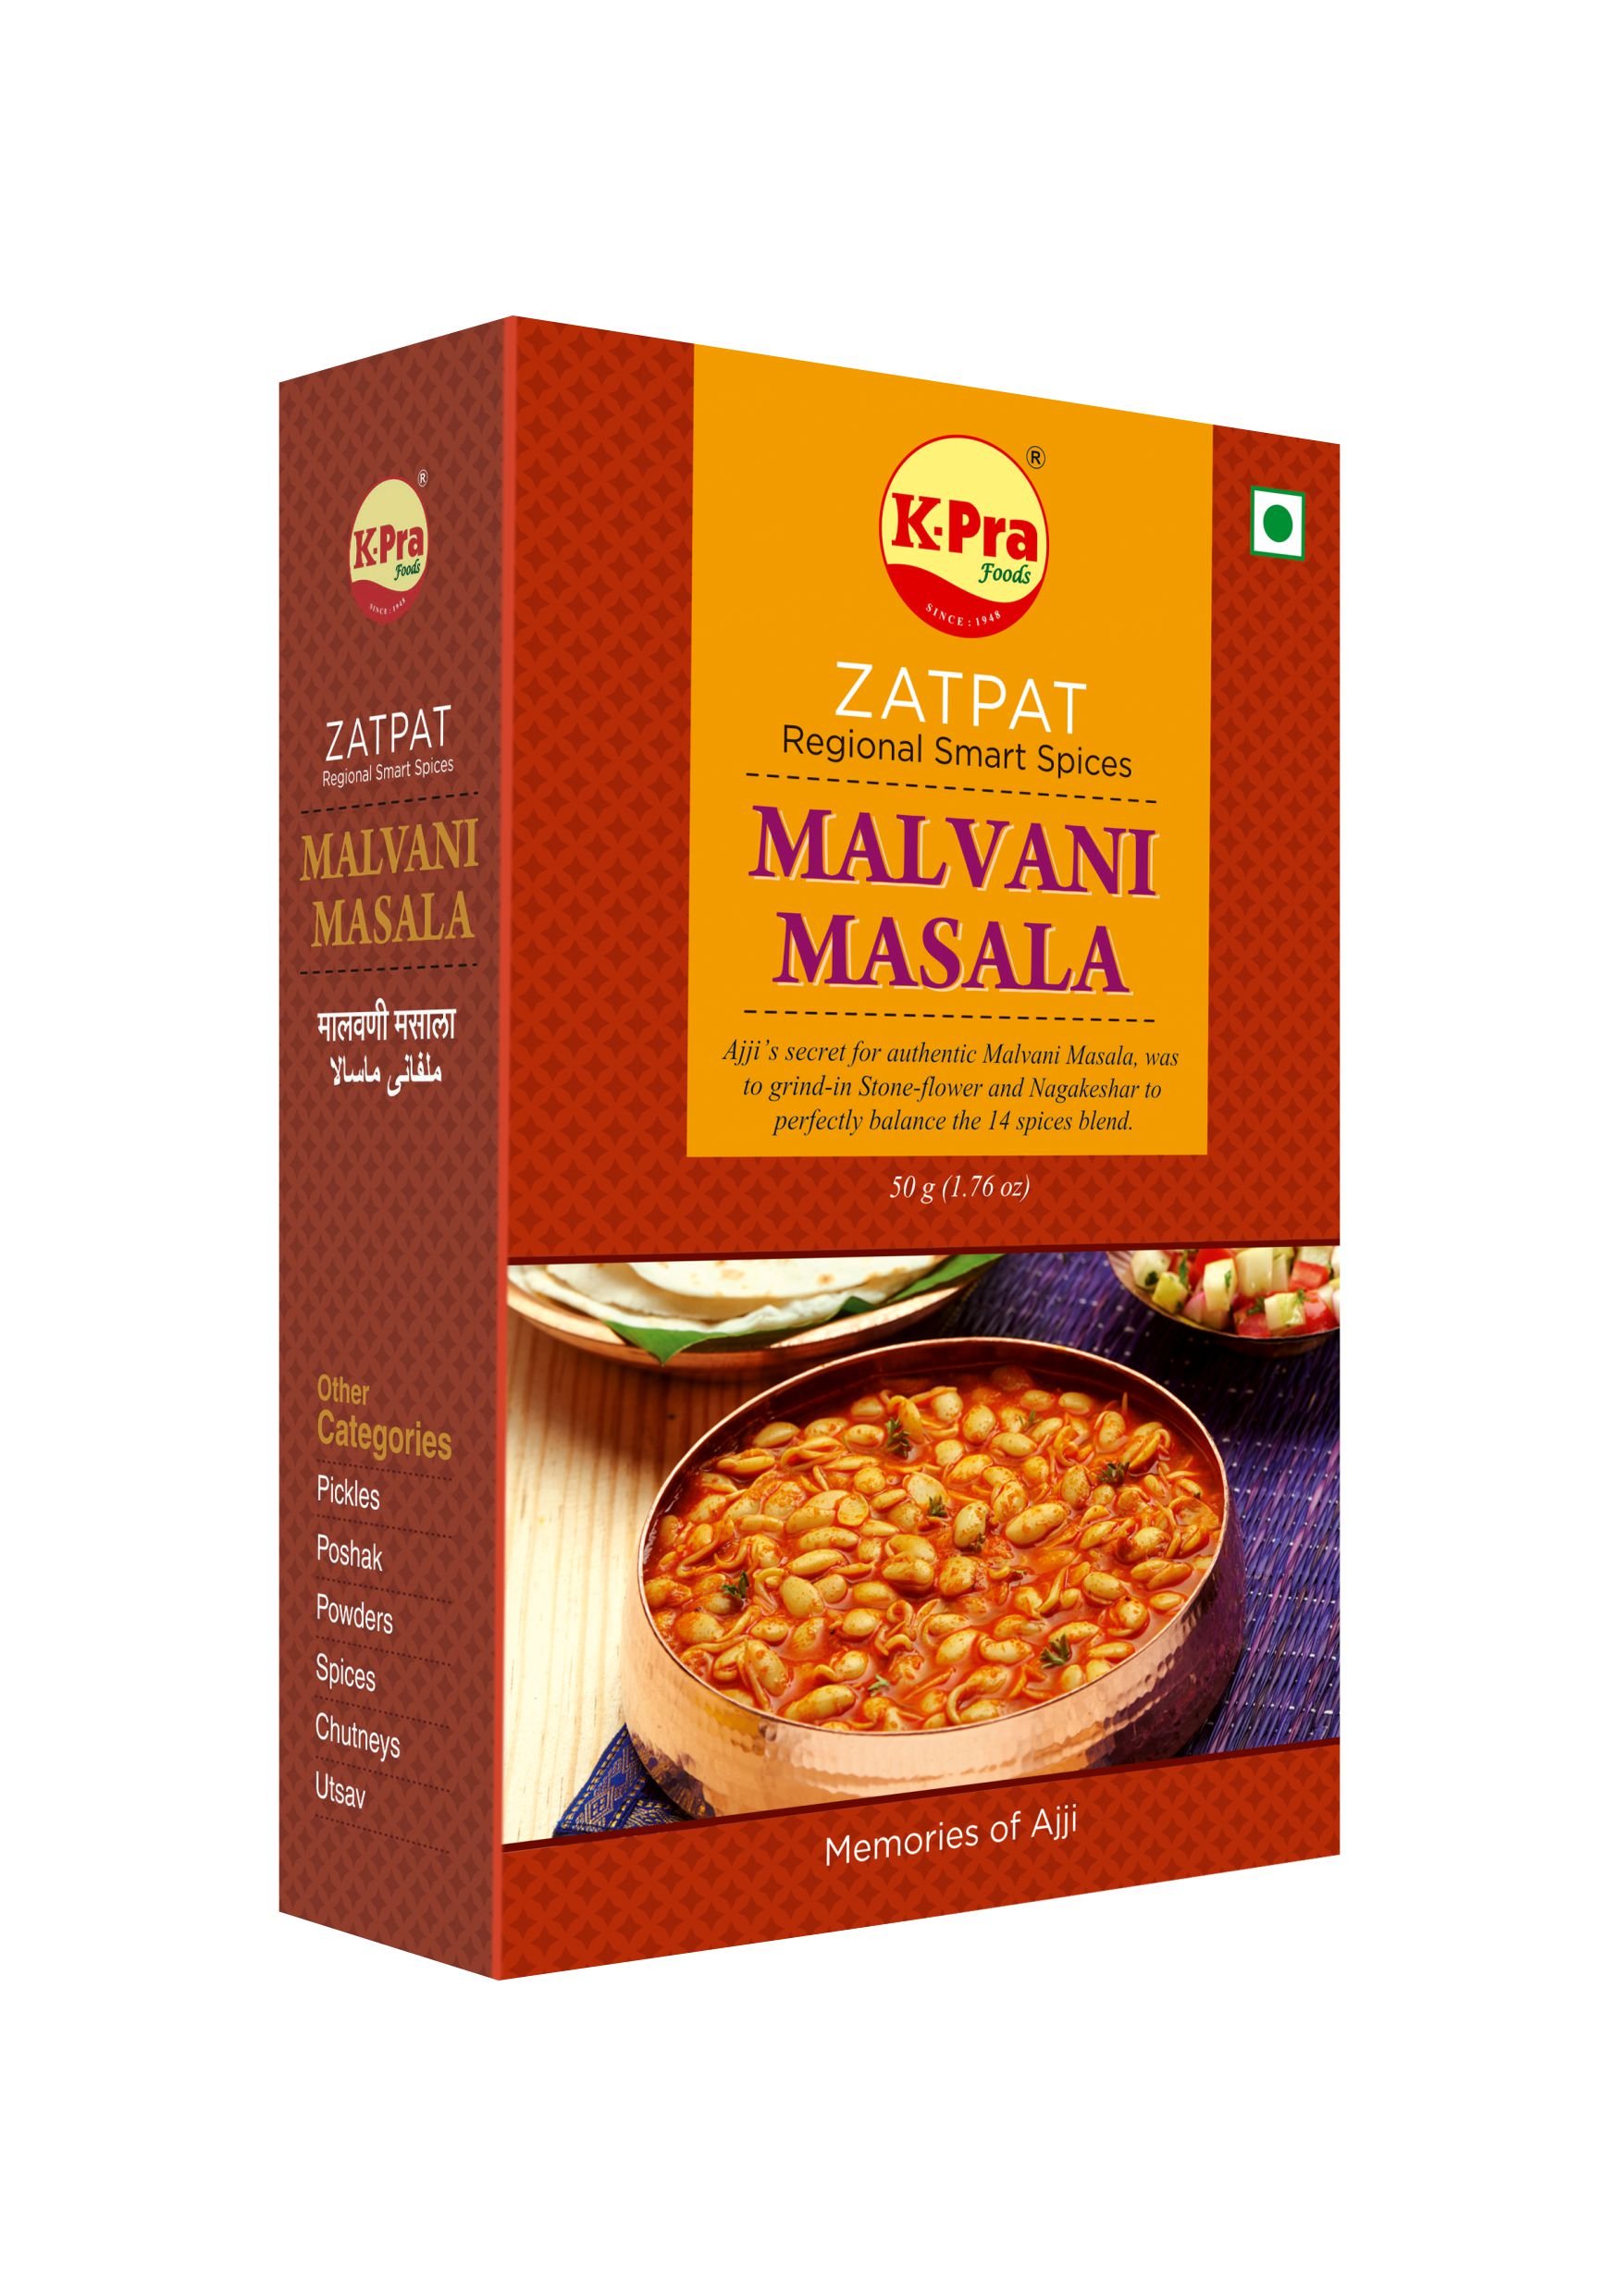 K-Pra
Foods
SINCE : 1948
®
ZATPAT
Regional Smart Spices
MALVANI
MASALA
मालवणी मसाला
ملفانى ماسالا
Other
Categories
Pickles
Poshak
Powders
Spices
Chutneys
Utsav
K-Pra
Foods
SINCE : 1948
®
ZATPAT
Regional Smart Spices
MALVANI
MASALA
Ajji's secret for authentic Malvani Masala, was
to grind-in Stone-flower and Nagakeshar to
perfectly balance the 14 spices blend.
50 g (1.76 oz)
Memories of Ajji